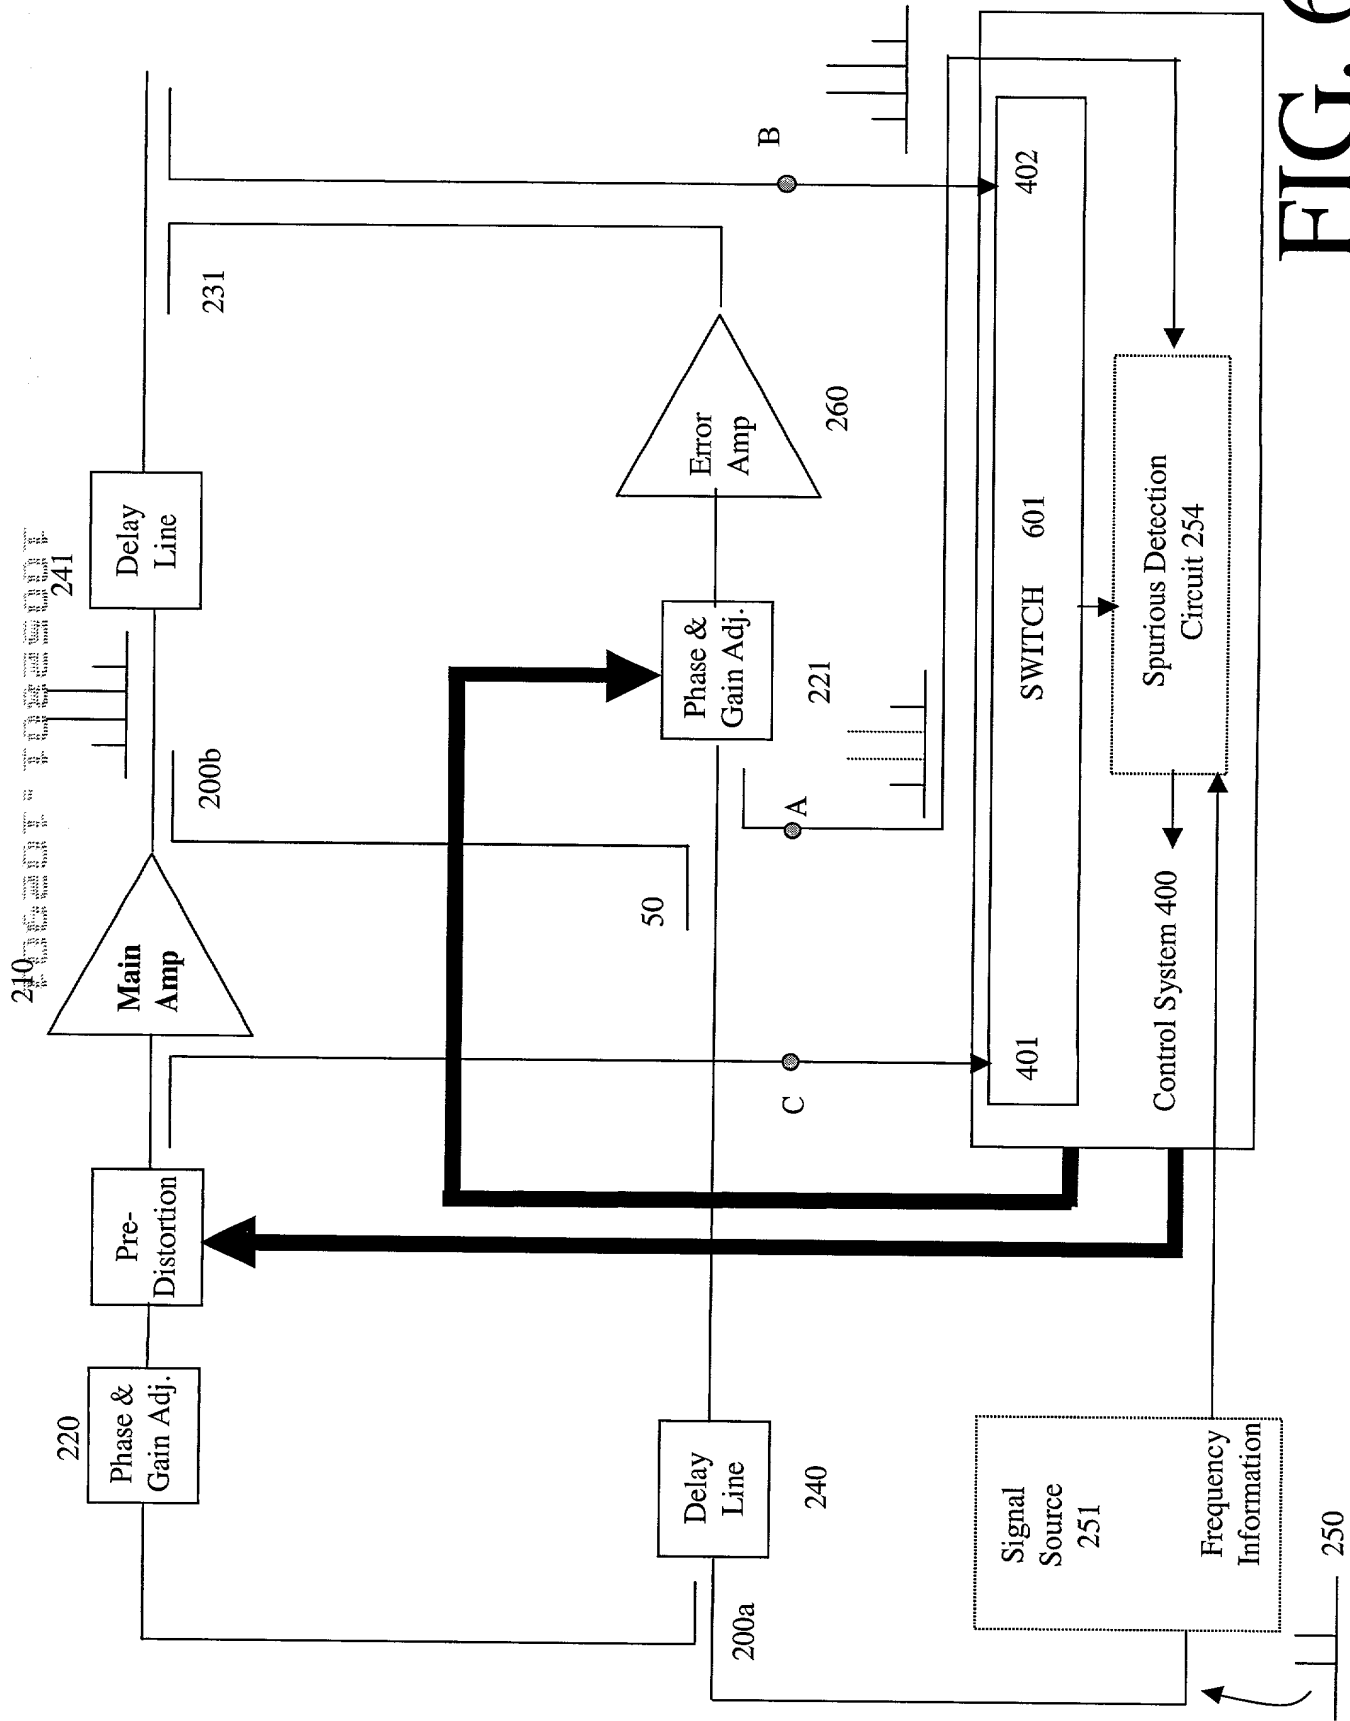 210
241
Main
Amp
Delay
Line
200b
231
220
Phase &
Gain Adj.
Pre-
Distortion
50
Phase &
Gain Adj.
221
Error
Amp
260
Delay
Line
240
200a
C
A
B
401
SWITCH 601
402
Control System 400
Spurious Detection
Circuit 254
Signal
Source
251
Frequency
Information
250
FIG. 6